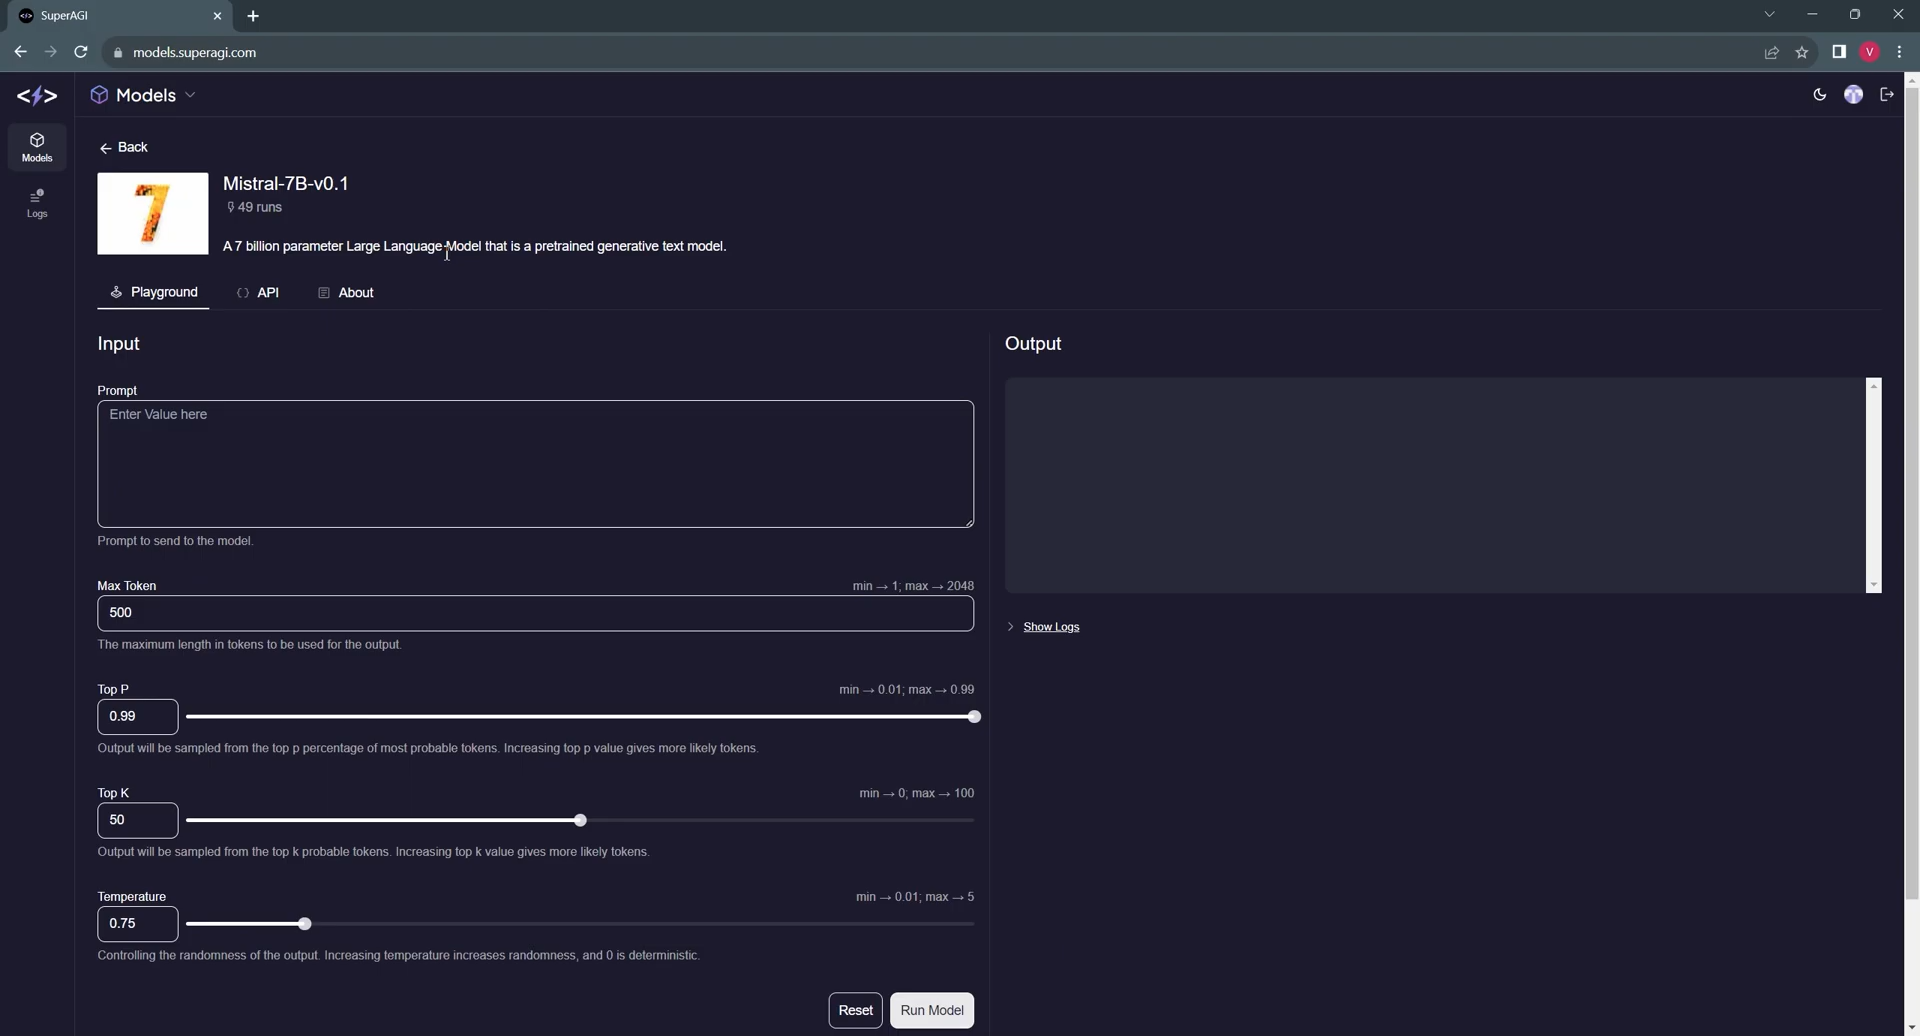 SuperAGI
models.superagi.com
V
Models
Models
Logs
Back
7
Mistral-7B-v0.1
49 runs
A 7 billion parameter Large Language Model that is a pretrained generative text model.
Playground
API
About
Input
Output
Prompt
Enter Value here
Prompt to send to the model.
Max Token
min → 1; max → 2048
500
The maximum length in tokens to be used for the output.
Show Logs
Top P
min → 0.01; max → 0.99
0.99
Output will be sampled from the top p percentage of most probable tokens. Increasing top p value gives more likely tokens.
Top K
min → 0; max → 100
50
Output will be sampled from the top k probable tokens. Increasing top k value gives more likely tokens.
Temperature
min → 0.01; max → 5
0.75
Controlling the randomness of the output. Increasing temperature increases randomness, and 0 is deterministic.
Reset
Run Model